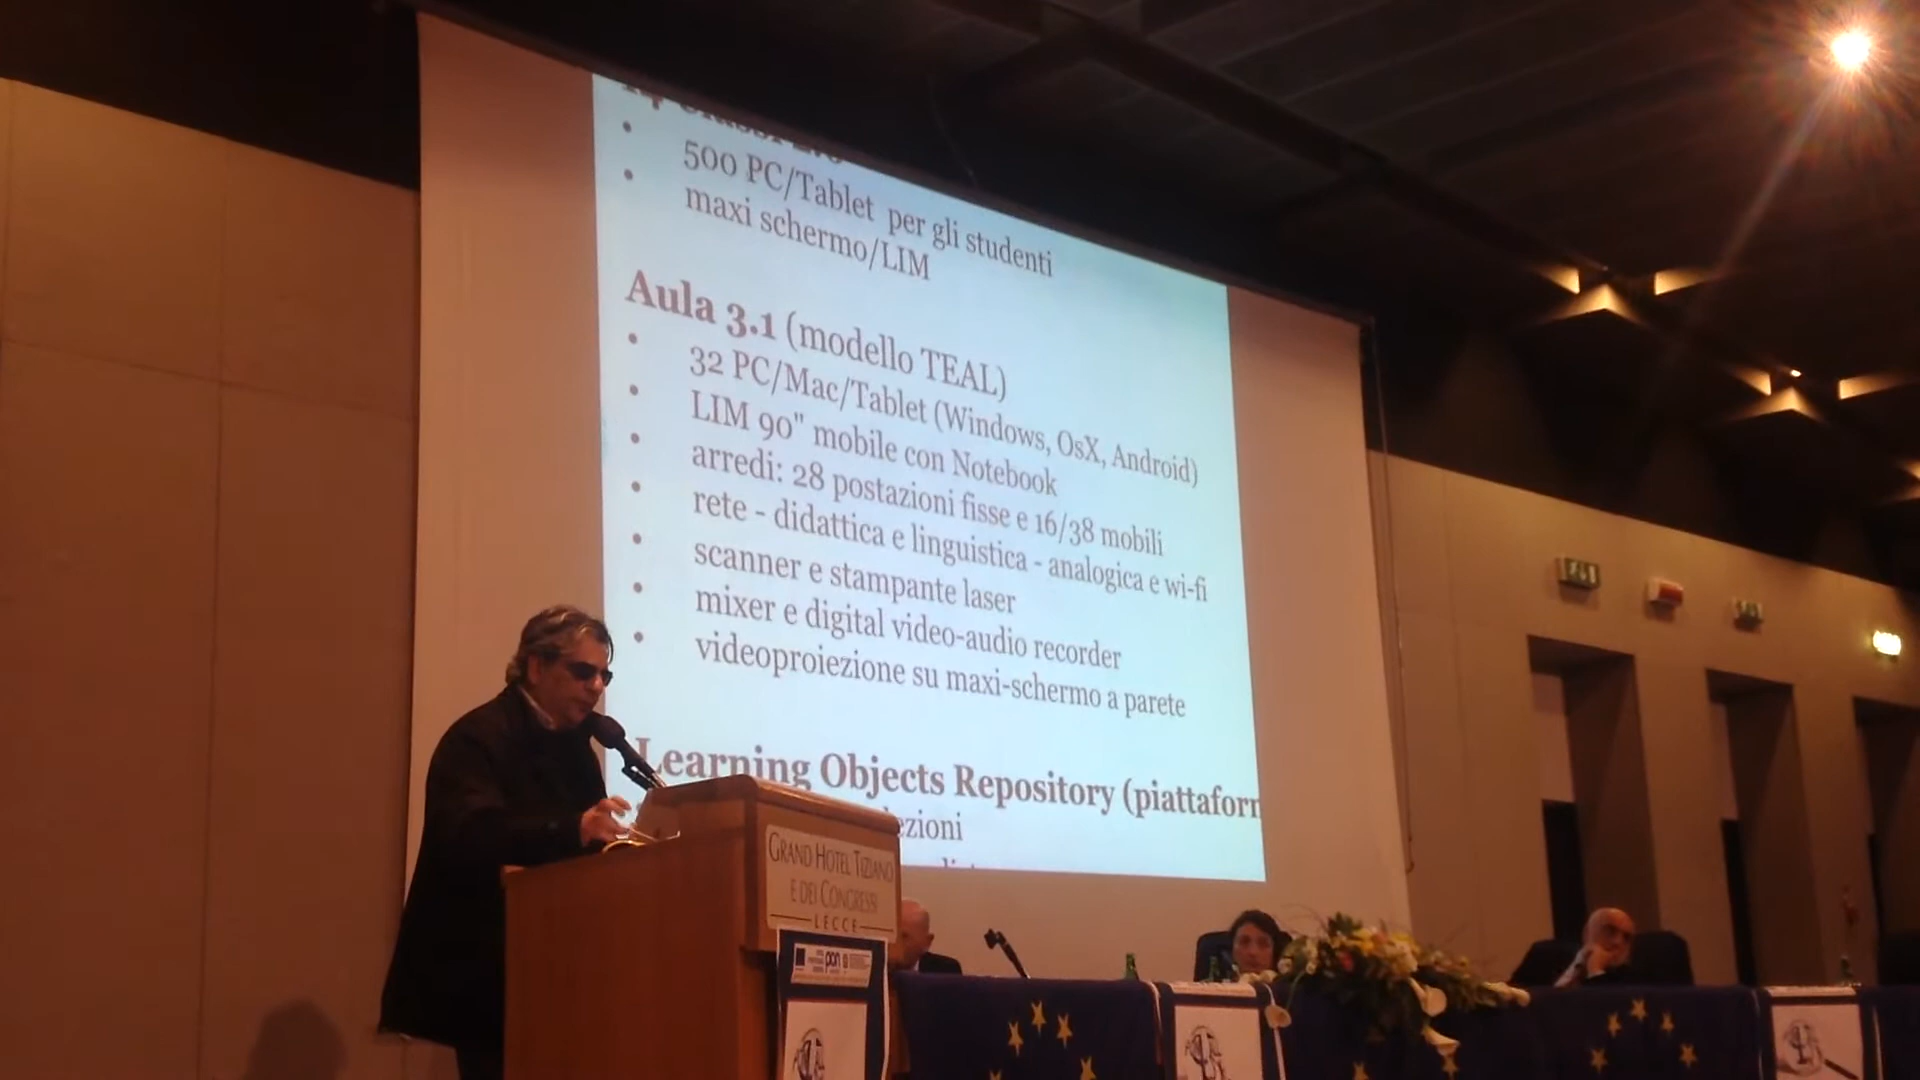 500 PC/Tablet per gli studenti
maxi schermo/LIM
Aula 3.1 (modello TEAL)
32 PC/Mac/Tablet (Windows, OsX, Android)
LIM 90" mobile con Notebook
arredi: 28 postazioni fisse e 16/38 mobili
rete - didattica e linguistica - analogica e wi-fi
scanner e stampante laser
mixer e digital video-audio recorder
videoproiezione su maxi-schermo a parete
Learning Objects Repository (piattaforr
GRAND HOTEL TIZIANO
E DEI CONGRESSI
LECCE
pon